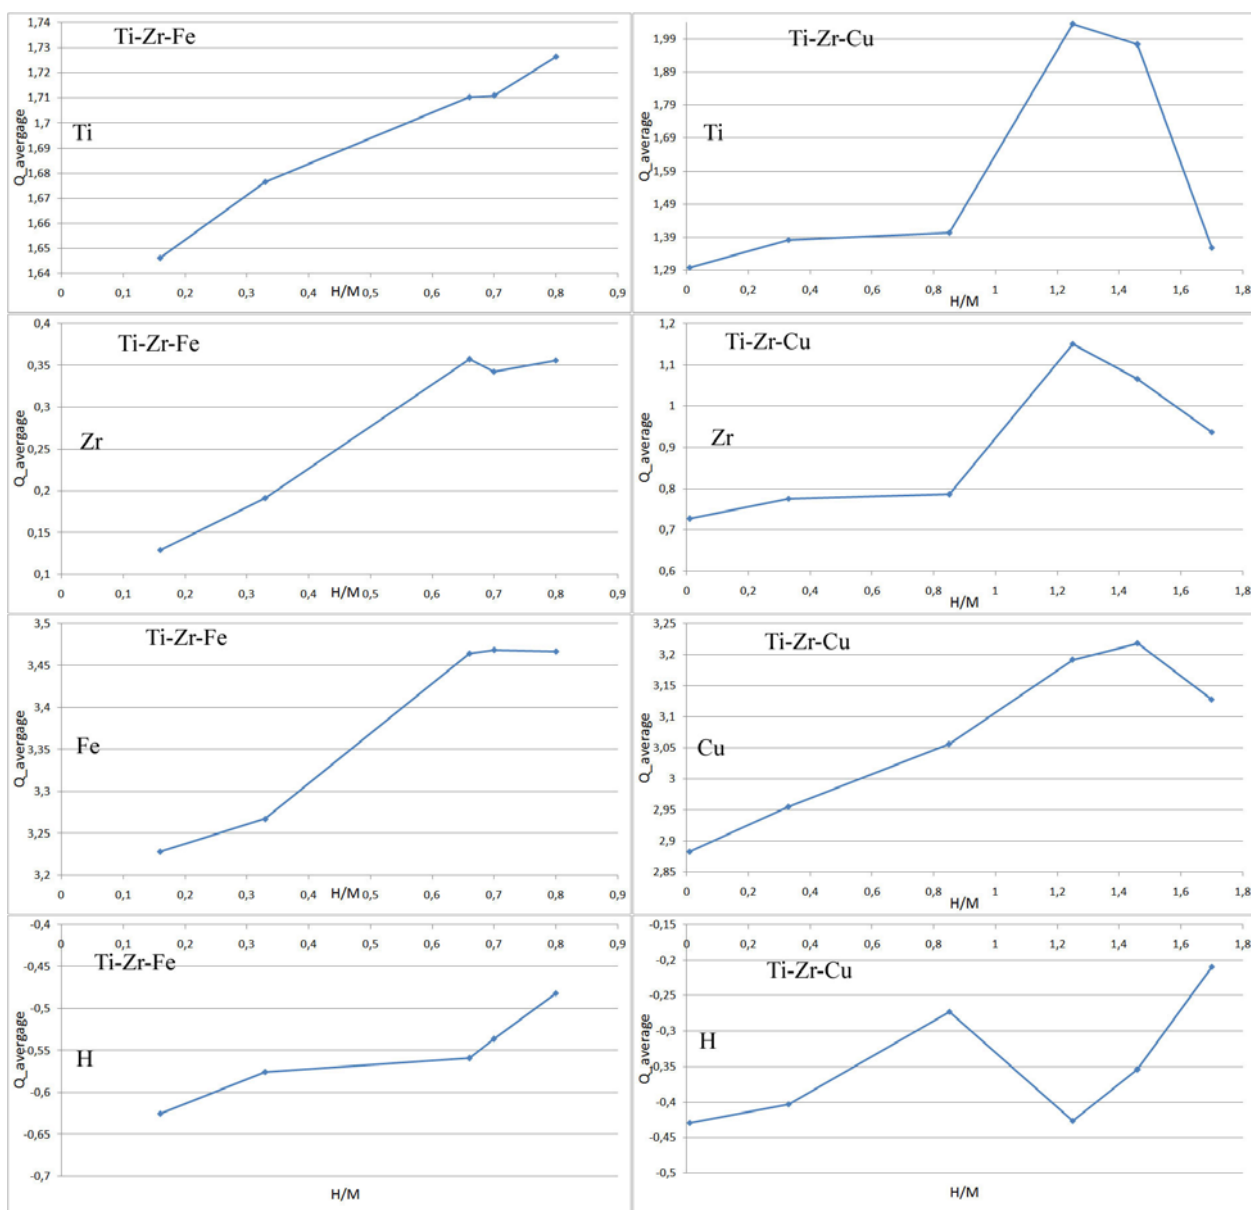 Ti-Zr-Fe
Ti
Q_avergage
1,74
1,73
1,72
1,71
1,7
1,69
1,68
1,67
1,66
1,65
1,64
0 0,1 0,2 0,3 0,4 0,5 0,6 0,7 0,8 0,9
H/M
Ti-Zr-Cu
Ti
Q_average
1,99
1,89
1,79
1,69
1,59
1,49
1,39
1,29
0 0,2 0,4 0,6 0,8 1 1,2 1,4 1,6 1,8
H/M
Ti-Zr-Fe
Zr
Q_avergage
0,4
0,35
0,3
0,25
0,2
0,15
0,1
0 0,1 0,2 0,3 0,4 0,5 0,6 0,7 0,8 0,9
H/M
Ti-Zr-Cu
Zr
Q_average
1,2
1,1
1
0,9
0,8
0,7
0,6
0 0,2 0,4 0,6 0,8 1 1,2 1,4 1,6 1,8
H/M
Ti-Zr-Fe
Fe
Q_avergage
3,5
3,45
3,4
3,35
3,3
3,25
3,2
0 0,1 0,2 0,3 0,4 0,5 0,6 0,7 0,8 0,9
H/M
Ti-Zr-Cu
Cu
Q_average
3,25
3,2
3,15
3,1
3,05
3
2,95
2,9
2,85
0 0,2 0,4 0,6 0,8 1 1,2 1,4 1,6 1,8
H/M
Ti-Zr-Fe
H
Q_avergage
-0,4
-0,45
-0,5
-0,55
-0,6
-0,65
-0,7
0 0,1 0,2 0,3 0,4 0,5 0,6 0,7 0,8 0,9
H/M
Ti-Zr-Cu
H
Q_average
-0,15
-0,2
-0,25
-0,3
-0,35
-0,4
-0,45
-0,5
0 0,2 0,4 0,6 0,8 1 1,2 1,4 1,6 1,8
H/M